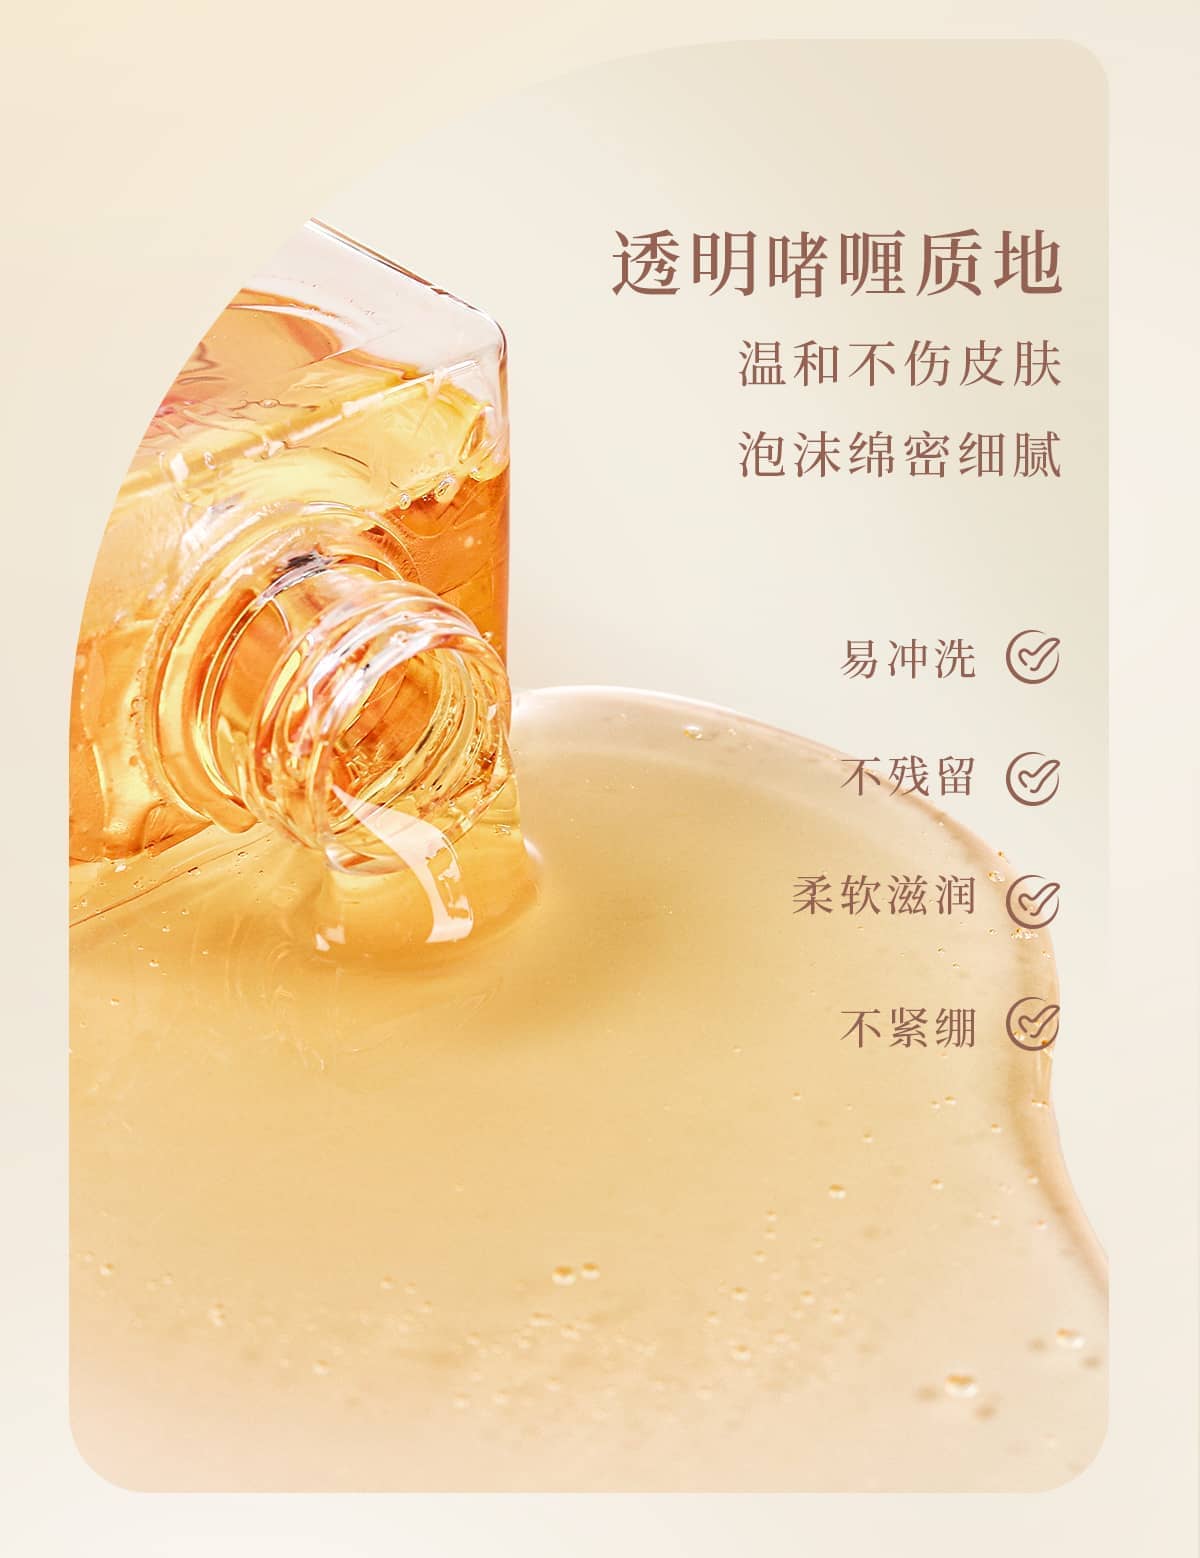 透明啫喱质地
温和不伤皮肤
泡沫绵密细腻
易冲洗
不残留
柔软滋润
不紧绷